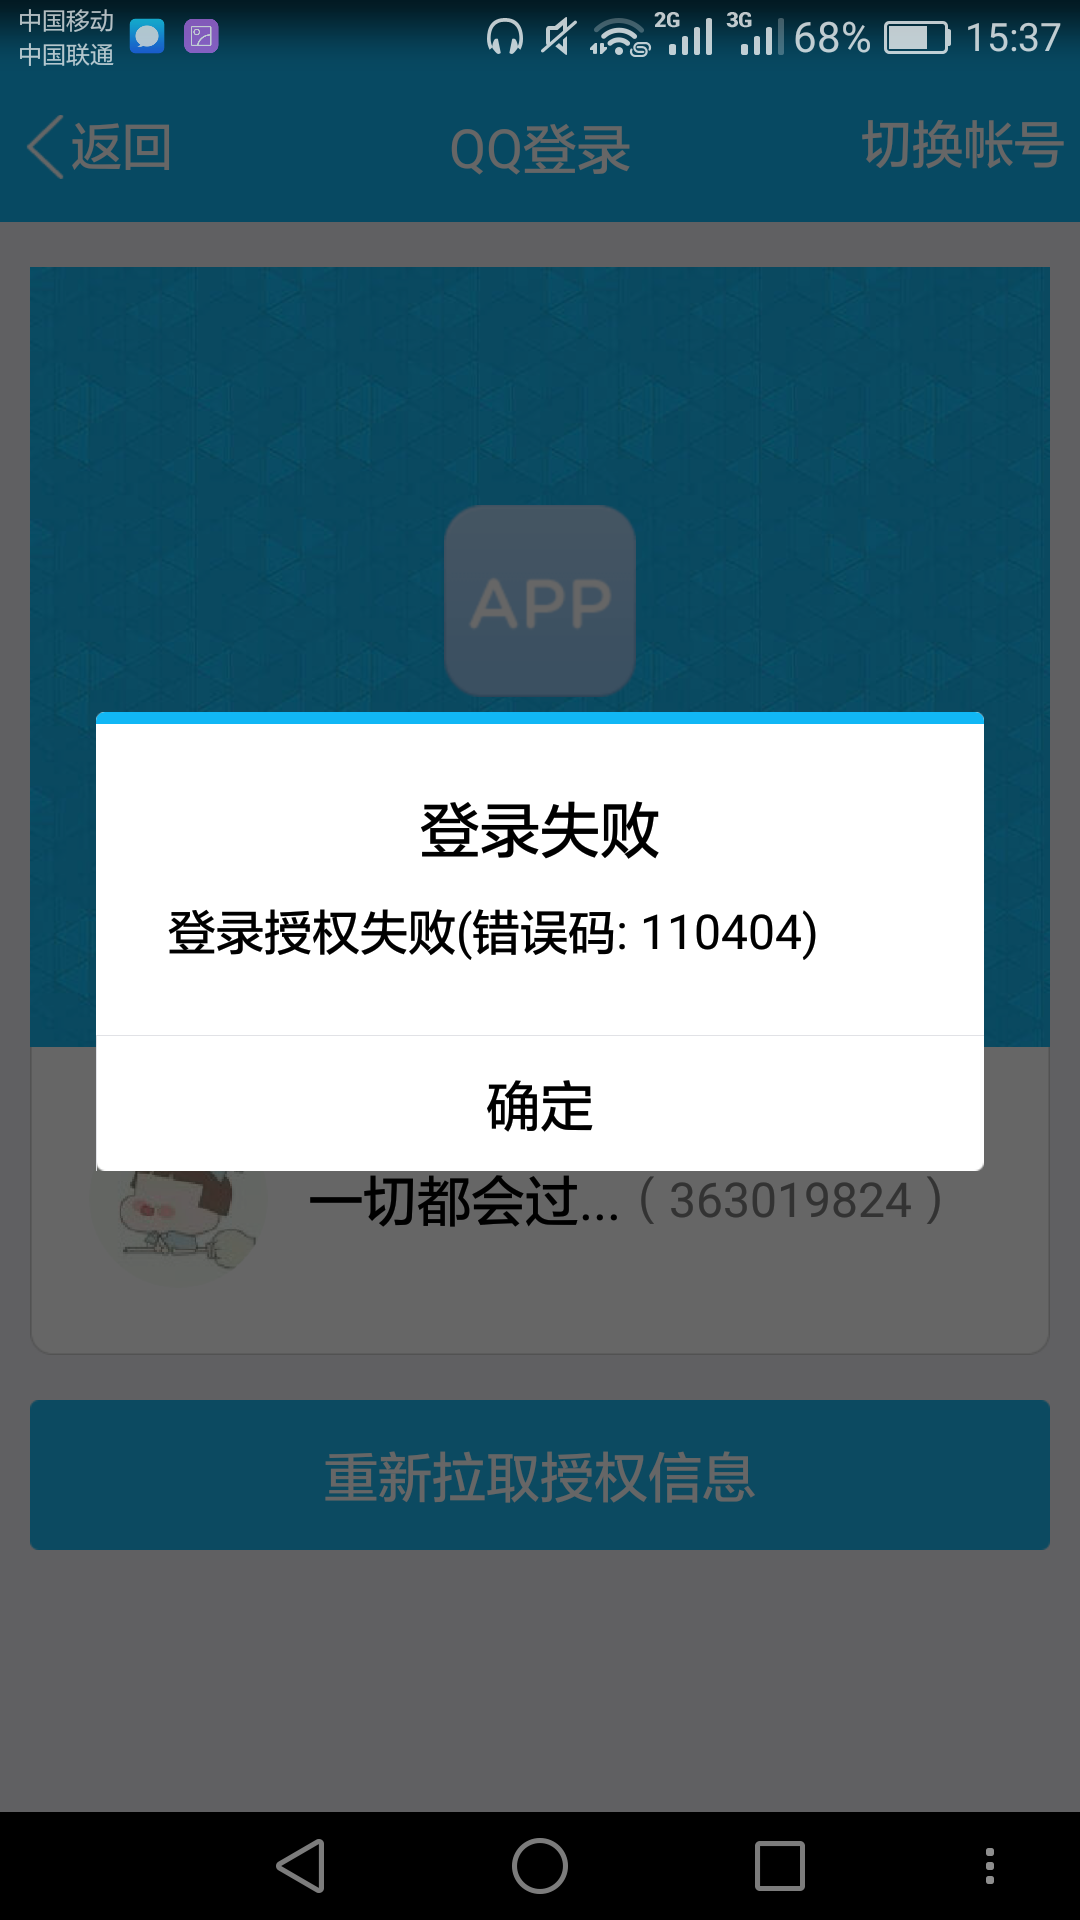 中国移动
中国联通
2G
3G
68%
15:37
返回
QQ登录
切换帐号
APP
登录失败
登录授权失败(错误码: 110404)
确定
一切都会过... ( 363019824 )
重新拉取授权信息